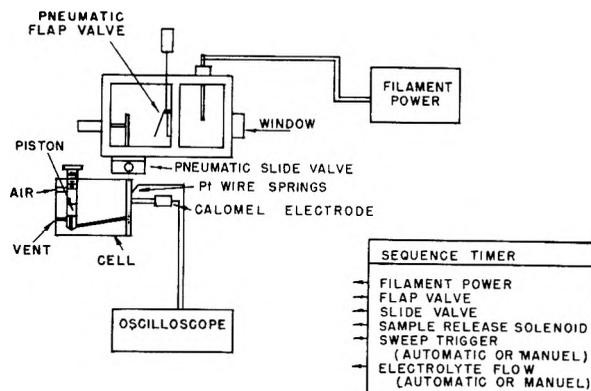 PNEUMATIC
FLAP VALVE
FILAMENT
POWER
WINDOW
PISTON
PNEUMATIC SLIDE VALVE
Pt WIRE SPRINGS
AIR
CALOMEL ELECTRODE
VENT
CELL
OSCILLOSCOPE
SEQUENCE TIMER
FILAMENT POWER
FLAP VALVE
SLIDE VALVE
SAMPLE RELEASE SOLENOID
SWEEP TRIGGER
(AUTOMATIC OR MANUEL)
ELECTROLYTE FLOW
(AUTOMATIC OR MANUEL)